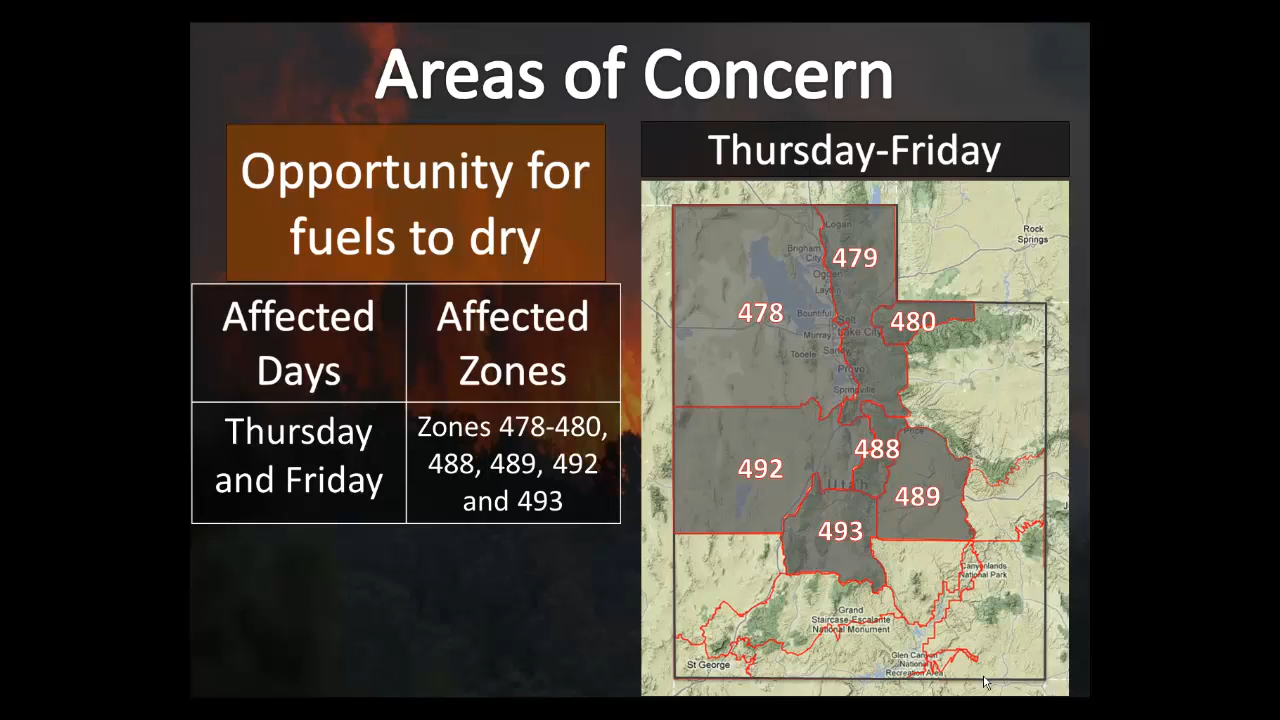 Areas of Concern
Opportunity for
fuels to dry
Affected
Days
Affected
Zones
Thursday
and Friday
Zones 478-480,
488, 489, 492
and 493
Thursday-Friday
Logan
Rock
Springs
Brigham
City
479
Ogden
Layton
478
Bountiful
Salt
Lake City
480
Murray
Sandy
Tooele
Provo
Springville
Price
488
492
Utah
489
493
Canyonlands
National Park
Grand
Staircase-Escalante
National Monument
St George
Glen Canyon
National
Recreation Area